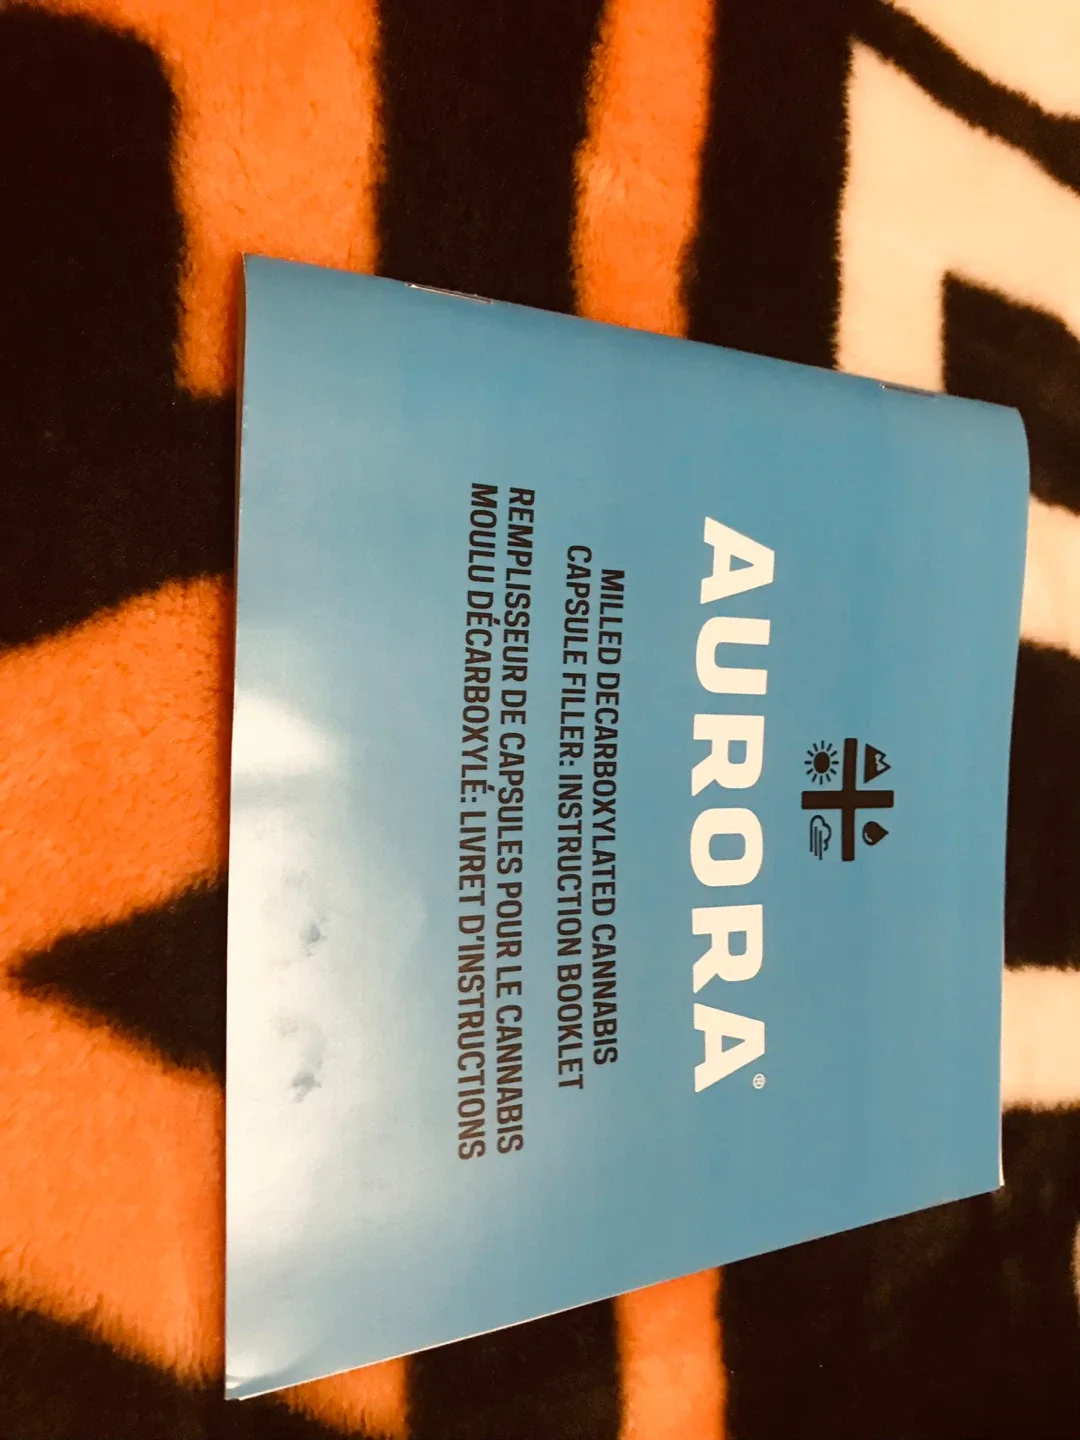 AURORA®
MILLED DECARBOXYLATED CANNABIS
CAPSULE FILLER: INSTRUCTION BOOKLET
REMPLISSEUR DE CAPSULES POUR LE CANNABIS
MOULU DÉCARBOXYLÉ: LIVRET D'INSTRUCTIONS